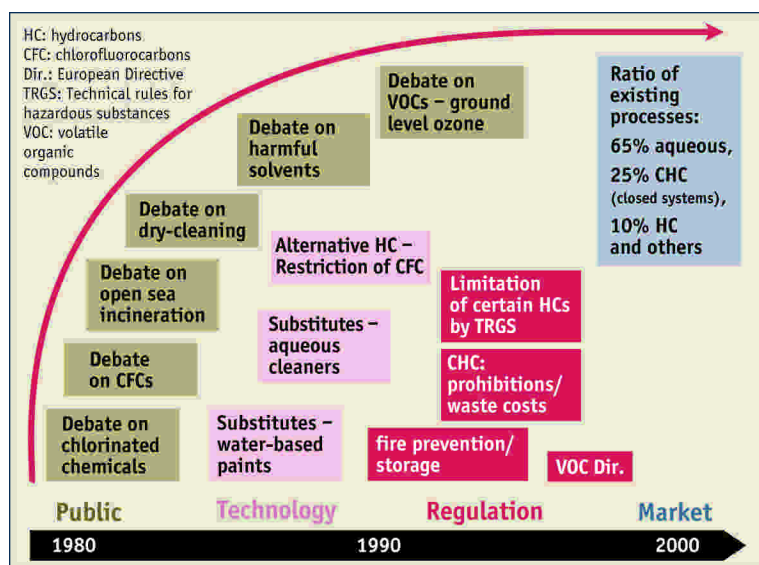 HC: hydrocarbons
CFC: chlorofluorocarbons
Dir.: European Directive
TRGS: Technical rules for
hazardous substances
VOC: volatile
organic
compounds
Debate on
VOCs – ground
level ozone
Debate on
harmful
solvents
Debate on
dry-cleaning
Debate on
open sea
incineration
Debate
on CFCs
Debate on
chlorinated
chemicals
Alternative HC –
Restriction of CFC
Substitutes –
aqueous
cleaners
Substitutes –
water-based
paints
Limitation
of certain HCs
by TRGS
CHC:
prohibitions/
waste costs
fire prevention/
storage
VOC Dir.
Ratio of
existing
processes:
65% aqueous,
25% CHC
(closed systems),
10% HC
and others
Public
Technology
Regulation
Market
1980
1990
2000